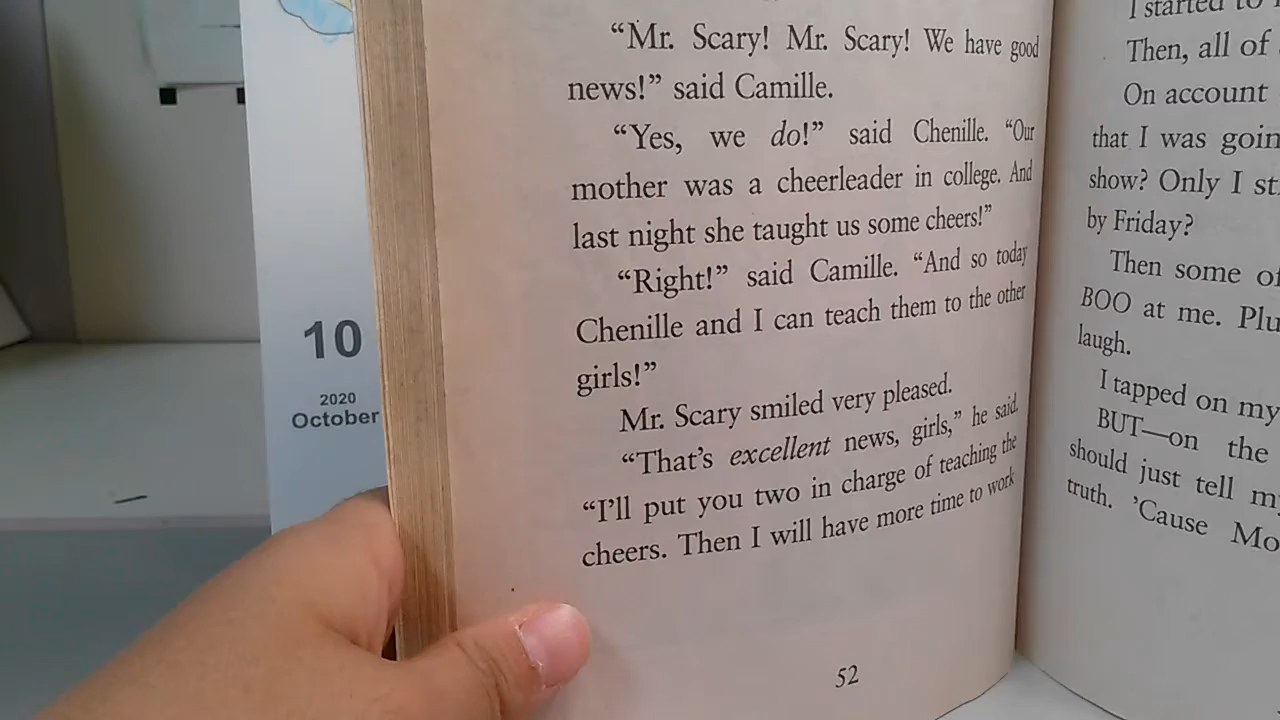 "Mr. Scary! Mr. Scary! We have good
news!" said Camille.
"Yes, we do!" said Chenille. "Our
mother was a cheerleader in college. And
last night she taught us some cheers!"
"Right!" said Camille. "And so today
Chenille and I can teach them to the other
girls!"
Mr. Scary smiled very pleased.
"That's excellent news, girls," he said.
"I'll put you two in charge of teaching the
cheers. Then I will have more time to work
52
I started to
Then, all of
On account
that I was
show? Only I
by Friday?
Then some
BOO at me.
laugh.
I tapped on my
BUT—on the
should just tell
truth. 'Cause
10
2020
October